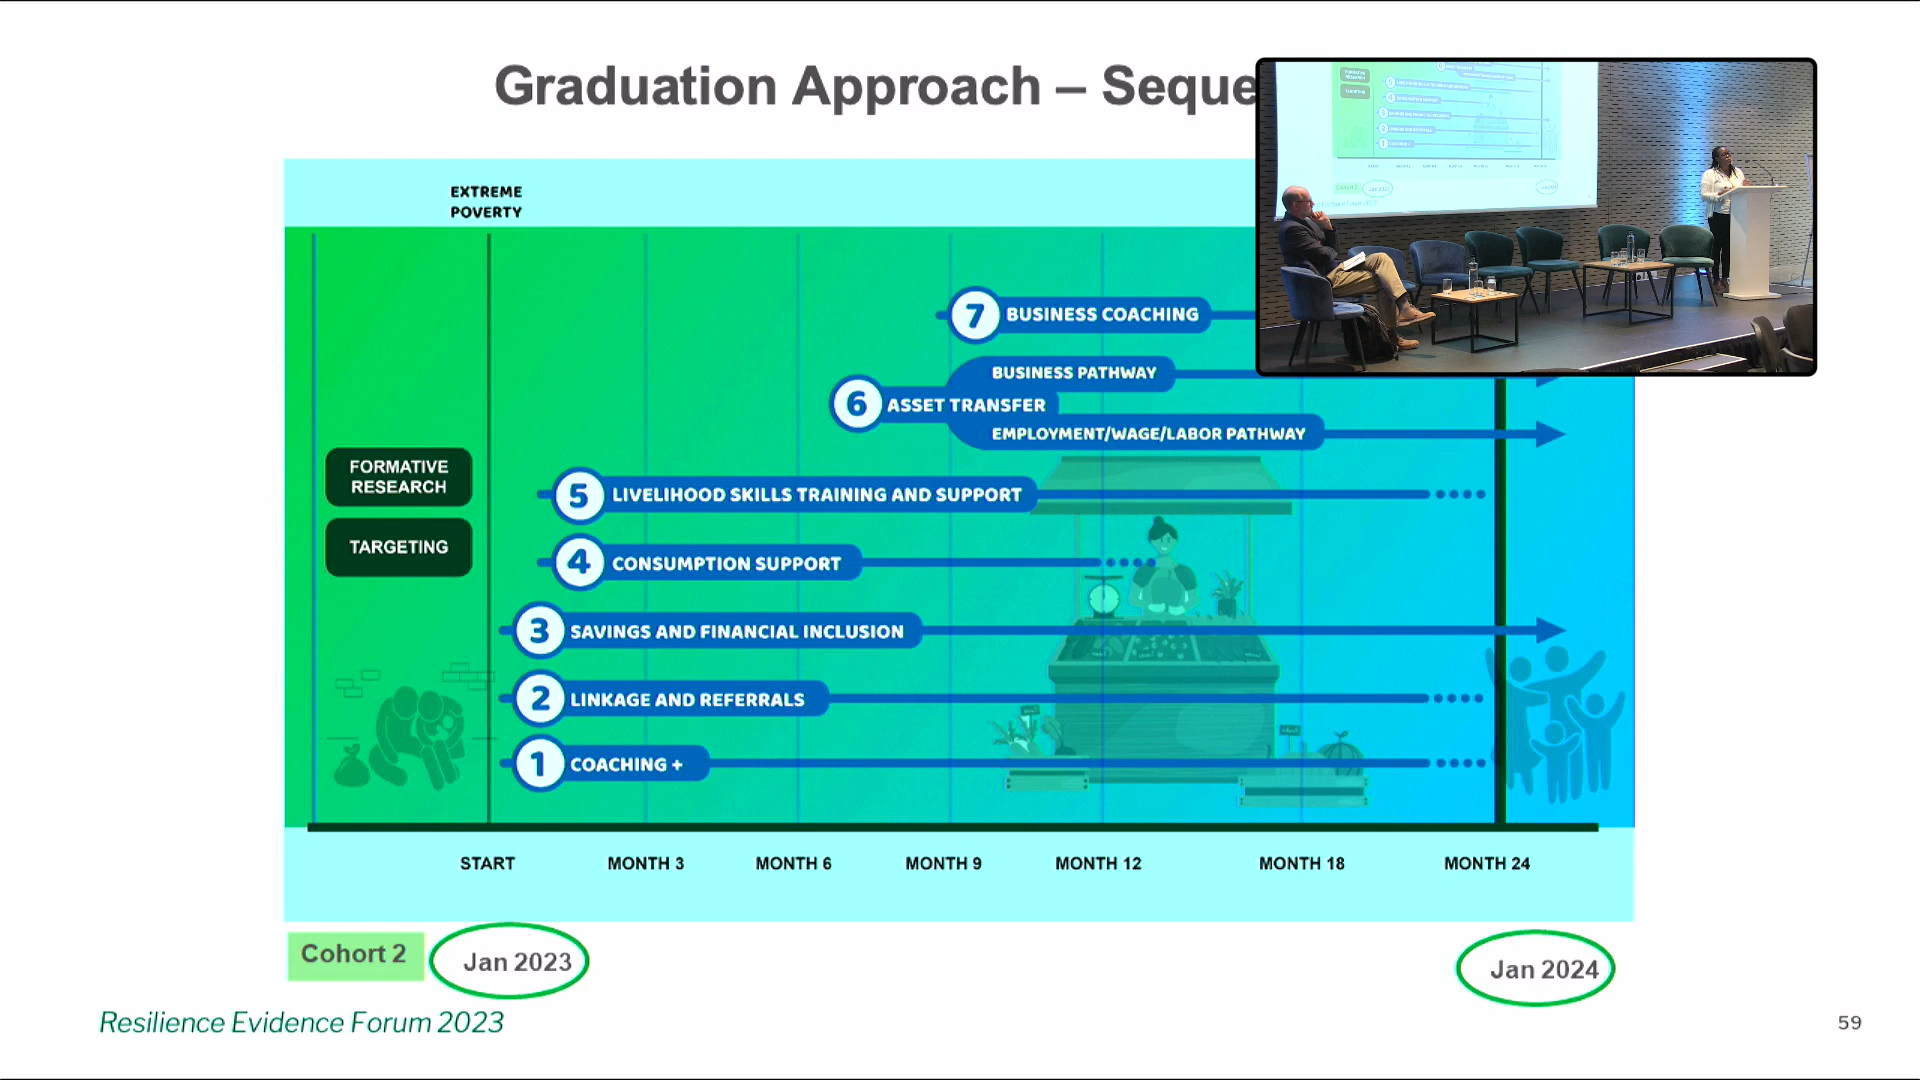 Graduation Approach – Seque
EXTREME
POVERTY
7 BUSINESS COACHING
BUSINESS PATHWAY
6 ASSET TRANSFER
EMPLOYMENT/WAGE/LABOR PATHWAY
FORMATIVE
RESEARCH
5 LIVELIHOOD SKILLS TRAINING AND SUPPORT
TARGETING
4 CONSUMPTION SUPPORT
3 SAVINGS AND FINANCIAL INCLUSION
2 LINKAGE AND REFERRALS
1 COACHING +
START MONTH 3 MONTH 6 MONTH 9 MONTH 12 MONTH 18 MONTH 24
Cohort 2 Jan 2023 Jan 2024
Resilience Evidence Forum 2023
59